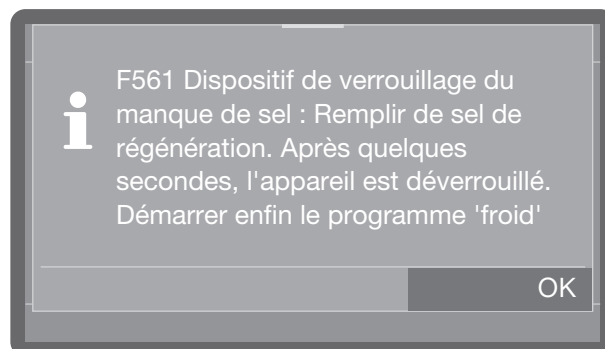 F561 Dispositif de verrouillage du
manque de sel : Remplir de sel de
régénération. Après quelques
secondes, l'appareil est déverrouillé.
Démarrer enfin le programme 'froid'
OK